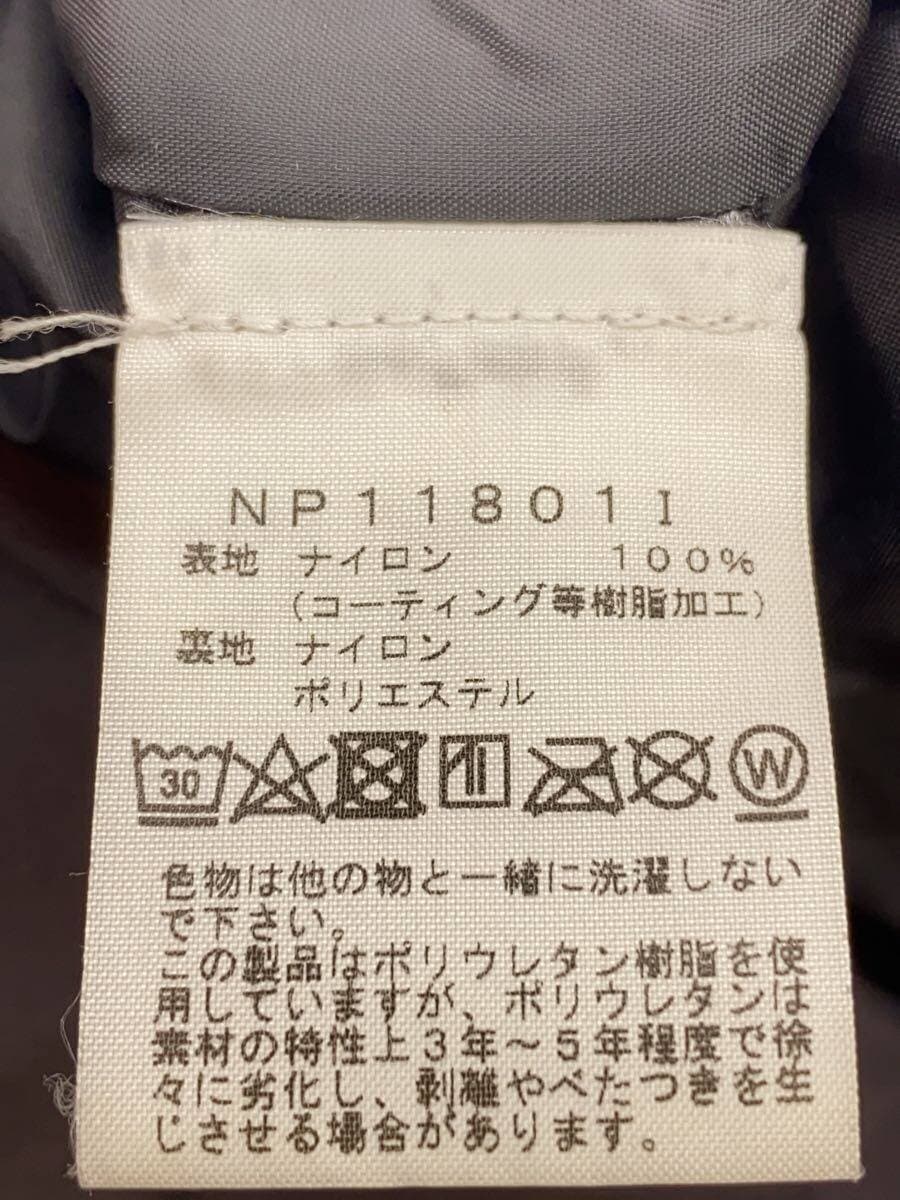 NP11801I
表地 ナイロン 100%
(コーティング等樹脂加工)
裏地 ナイロン
ポリエステル
30 W
色物は他の物と一緒に洗濯しない
で下さい。
この製品はポリウレタン樹脂を使
用していますが、ポリウレタンは
素材の特性上3年〜5年程度で徐
々に劣化し、剥離やべたつきを生
じさせる場合があります。